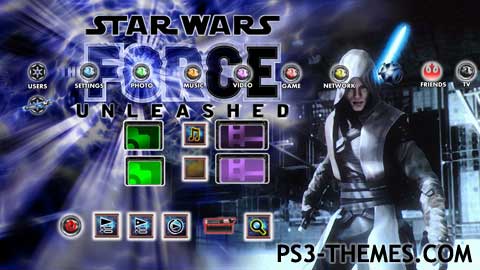 STAR WARS
FORCE
UNLEASHED
USERS SETTINGS PHOTO MUSIC VIDEO GAME NETWORK FRIENDS TV
PS3-THEMES.COM